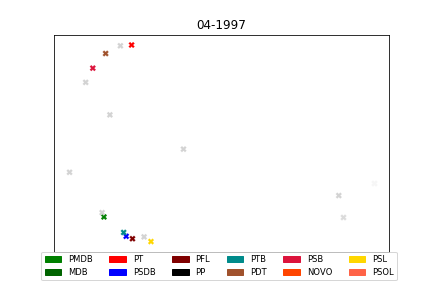 04-1997
PMDB PT PFL PTB PSB PSL
MDB PSDB PP PDT NOVO PSOL